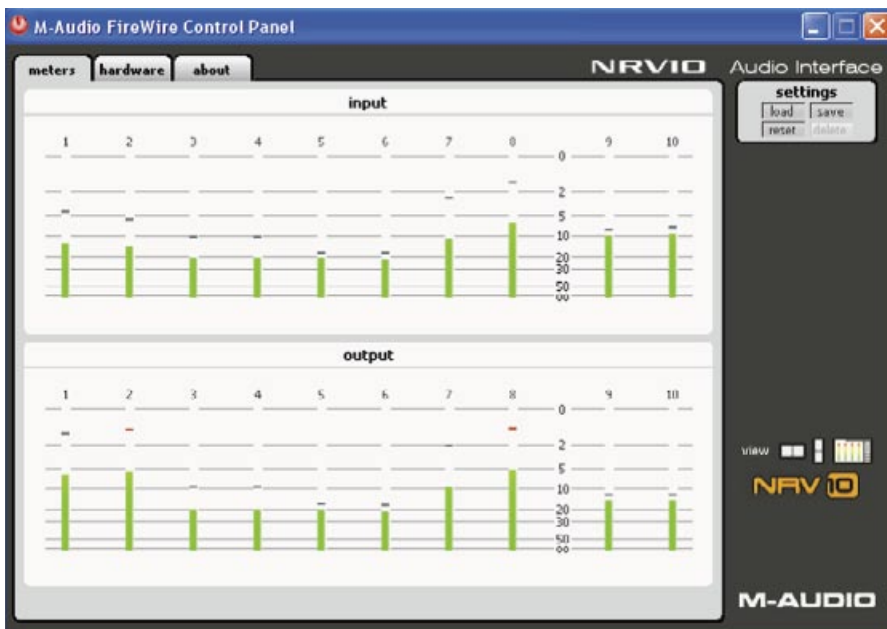 M-Audio FireWire Control Panel
meters hardware about
NRV10 Audio Interface
settings
load save
reset delete
input
1 2 3 4 5 6 7 8 9 10
0
2
5
10
20
30
50
∞
output
1 2 3 4 5 6 7 8 9 10
0
2
5
10
20
30
50
∞
view
NRV10
M-AUDIO